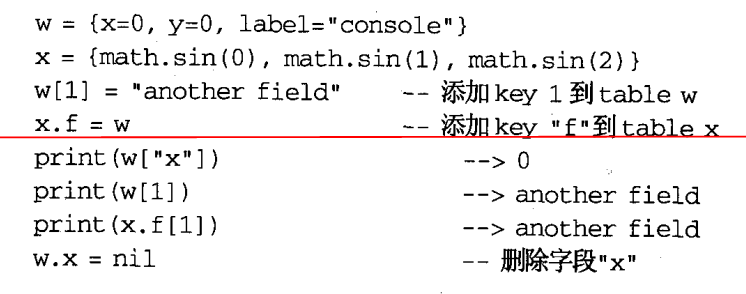 w = {x=0, y=0, label="console"}
x = {math.sin(0), math.sin(1), math.sin(2)}
w[1] = "another field" -- 添加key 1到table w
x.f = w -- 添加key "f"到table x
print(w["x"]) --> 0
print(w[1]) --> another field
print(x.f[1]) --> another field
w.x = nil -- 删除字段"x"